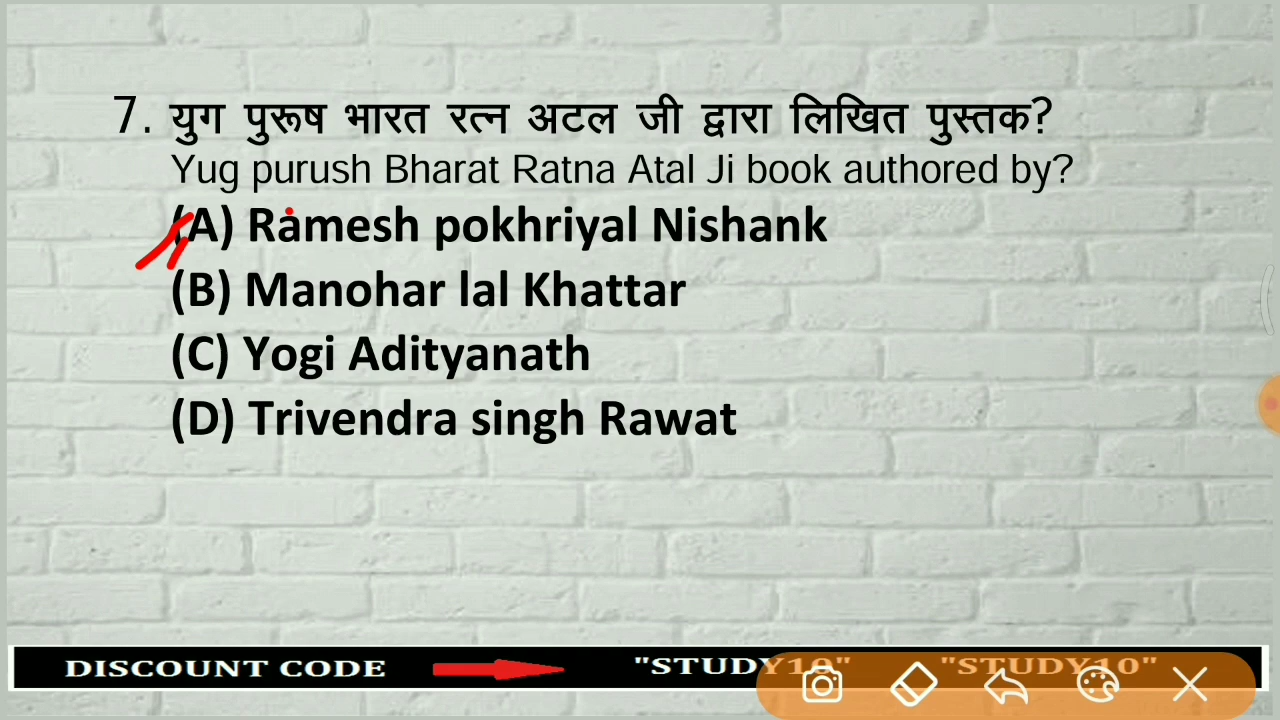 7. युग पुरूष भारत रत्न अटल जी द्वारा लिखित पुस्तक?
Yug purush Bharat Ratna Atal Ji book authored by?
(A) Ramesh pokhriyal Nishank
(B) Manohar lal Khattar
(C) Yogi Adityanath
(D) Trivendra singh Rawat
DISCOUNT CODE "STUDY10" "STUDY10"